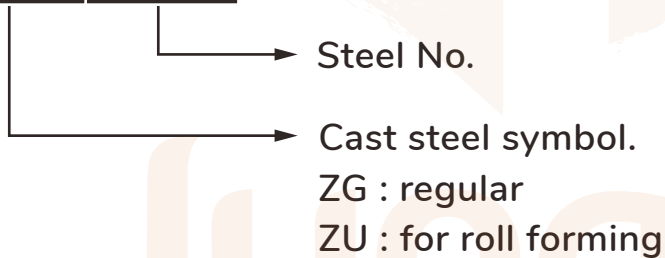 Steel No.
Cast steel symbol.
ZG : regular
ZU : for roll forming